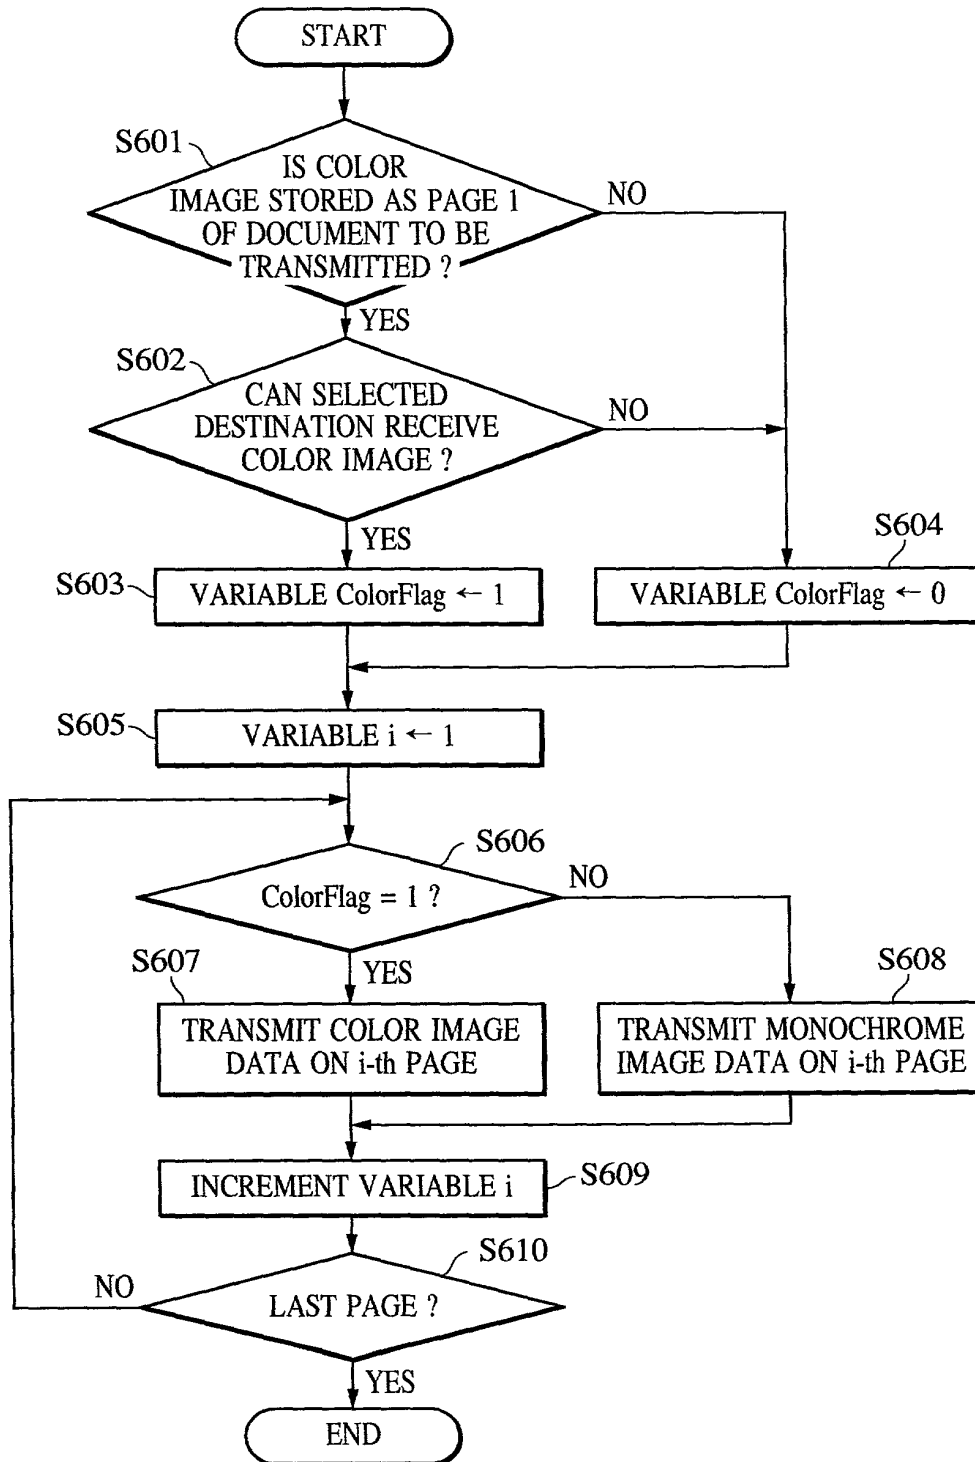 START
S601
IS COLOR
IMAGE STORED AS PAGE 1
OF DOCUMENT TO BE
TRANSMITTED ?
NO
YES
S602
CAN SELECTED
DESTINATION RECEIVE
COLOR IMAGE ?
NO
YES
S603
VARIABLE ColorFlag ← 1
S604
VARIABLE ColorFlag ← 0
S605
VARIABLE i ← 1
S606
ColorFlag = 1 ?
NO
YES
S607
TRANSMIT COLOR IMAGE
DATA ON i-th PAGE
S608
TRANSMIT MONOCHROME
IMAGE DATA ON i-th PAGE
INCREMENT VARIABLE i
S609
S610
NO
LAST PAGE ?
YES
END